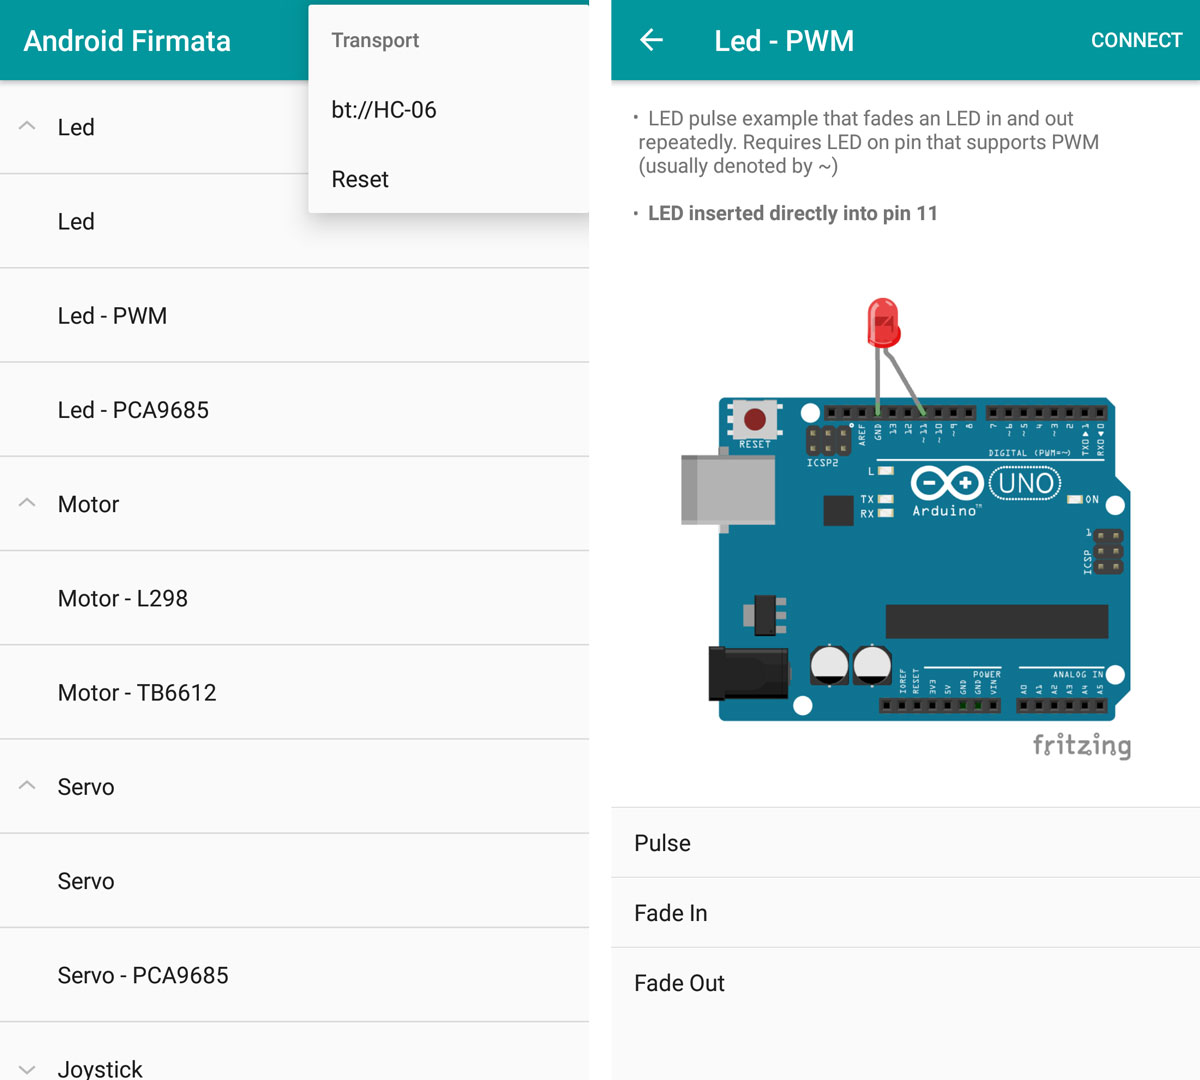 Android Firmata
Transport
bt://HC-06
Reset
Led
Led
Led - PWM
Led - PCA9685
Motor
Motor - L298
Motor - TB6612
Servo
Servo
Servo - PCA9685
Joystick
Led - PWM
CONNECT
· LED pulse example that fades an LED in and out
repeatedly. Requires LED on pin that supports PWM
(usually denoted by ~)
· LED inserted directly into pin 11
RESET
ICSP2
AREF
GND
13
12
~11
~10
~9
8
7
~6
~5
4
~3
2
TX0▶1
RX0◀0
DIGITAL (PWM=~)
L
TX
RX
Arduino™
UNO
ON
1
ICSP
IOREF
RESET
3V3
5V
GND
GND
VIN
POWER
ANALOG IN
A0
A1
A2
A3
A4
A5
fritzing
Pulse
Fade In
Fade Out